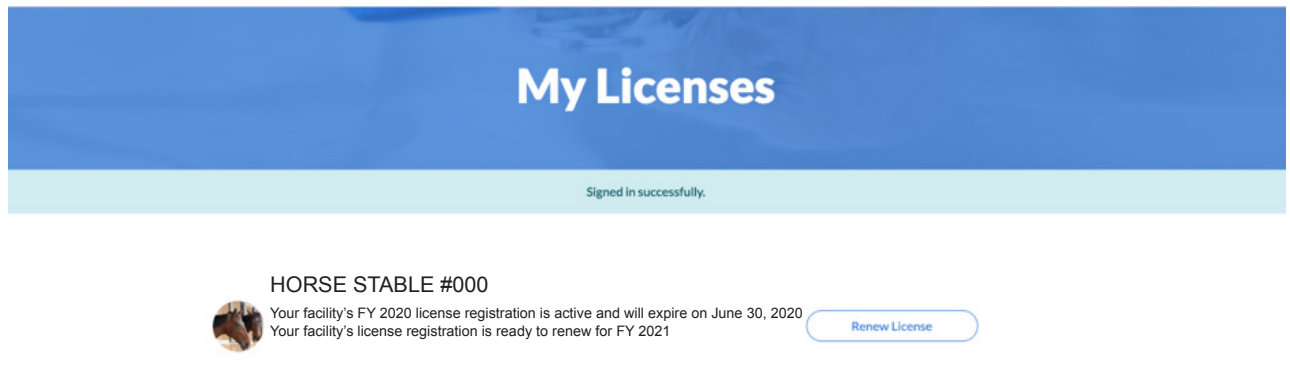 My Licenses
Signed in successfully.
HORSE STABLE #000
Your facility’s FY 2020 license registration is active and will expire on June 30, 2020
Your facility’s license registration is ready to renew for FY 2021
Renew License